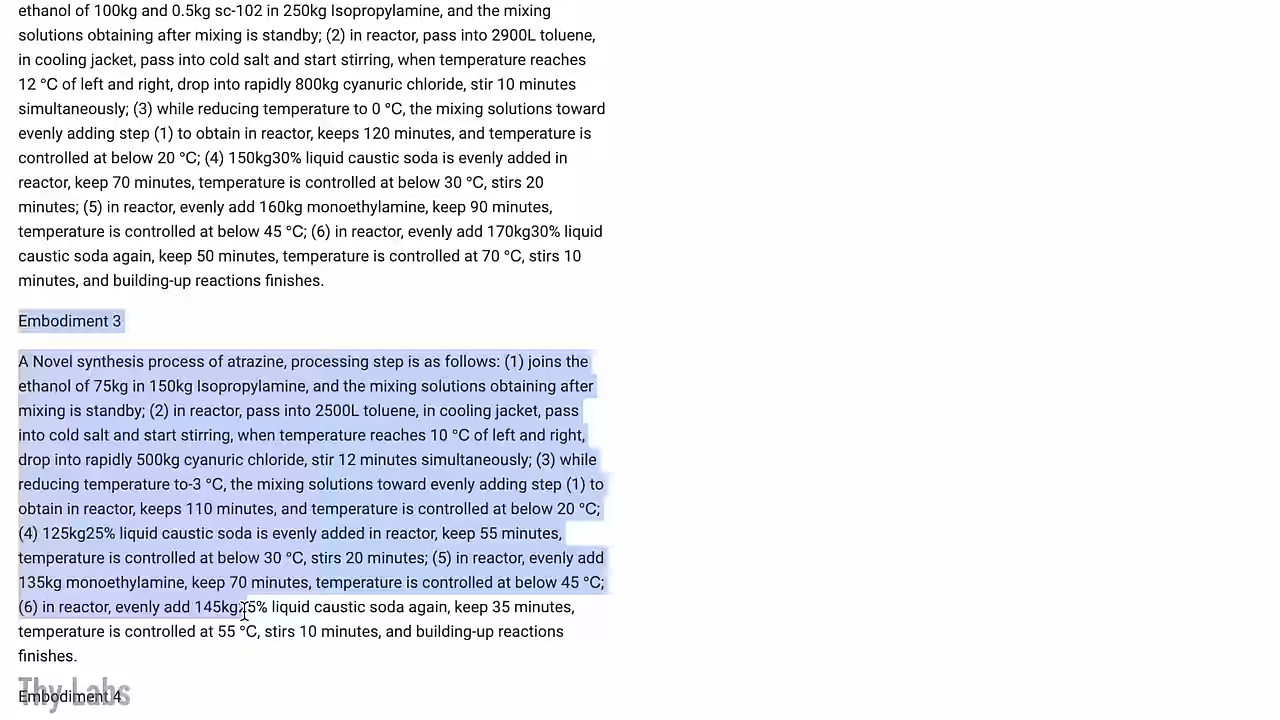 ethanol of 100kg and 0.5kg sc-102 in 250kg Isopropylamine, and the mixing
solutions obtaining after mixing is standby; (2) in reactor, pass into 2900L toluene,
in cooling jacket, pass into cold salt and start stirring, when temperature reaches
12 °C of left and right, drop into rapidly 800kg cyanuric chloride, stir 10 minutes
simultaneously; (3) while reducing temperature to 0 °C, the mixing solutions toward
evenly adding step (1) to obtain in reactor, keeps 120 minutes, and temperature is
controlled at below 20 °C; (4) 150kg30% liquid caustic soda is evenly added in
reactor, keep 70 minutes, temperature is controlled at below 30 °C, stirs 20
minutes; (5) in reactor, evenly add 160kg monoethylamine, keep 90 minutes,
temperature is controlled at below 45 °C; (6) in reactor, evenly add 170kg30% liquid
caustic soda again, keep 50 minutes, temperature is controlled at 70 °C, stirs 10
minutes, and building-up reactions finishes.
Embodiment 3
A Novel synthesis process of atrazine, processing step is as follows: (1) joins the
ethanol of 75kg in 150kg Isopropylamine, and the mixing solutions obtaining after
mixing is standby; (2) in reactor, pass into 2500L toluene, in cooling jacket, pass
into cold salt and start stirring, when temperature reaches 10 °C of left and right,
drop into rapidly 500kg cyanuric chloride, stir 12 minutes simultaneously; (3) while
reducing temperature to-3 °C, the mixing solutions toward evenly adding step (1) to
obtain in reactor, keeps 110 minutes, and temperature is controlled at below 20 °C;
(4) 125kg25% liquid caustic soda is evenly added in reactor, keep 55 minutes,
temperature is controlled at below 30 °C, stirs 20 minutes; (5) in reactor, evenly add
135kg monoethylamine, keep 70 minutes, temperature is controlled at below 45 °C;
(6) in reactor, evenly add 145kg25% liquid caustic soda again, keep 35 minutes,
temperature is controlled at 55 °C, stirs 10 minutes, and building-up reactions
finishes.
Embodiment 4
Thy Labs